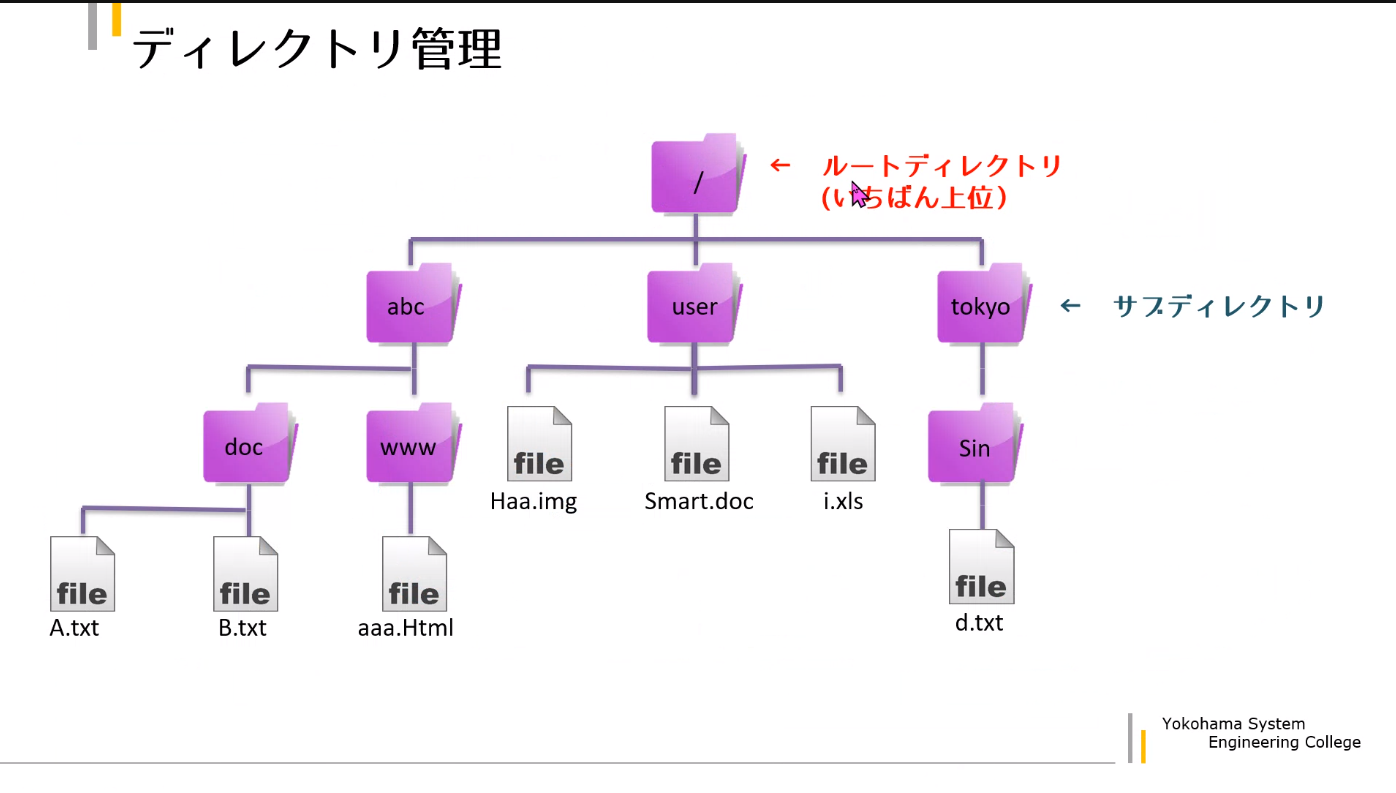 ディレクトリ管理
/
← ルートディレクトリ
(いちばん上位)
abc
user
tokyo
← サブディレクトリ
doc
www
file
file
file
Sin
Haa.img
Smart.doc
i.xls
file
file
file
file
A.txt
B.txt
aaa.Html
d.txt
Yokohama System
Engineering College